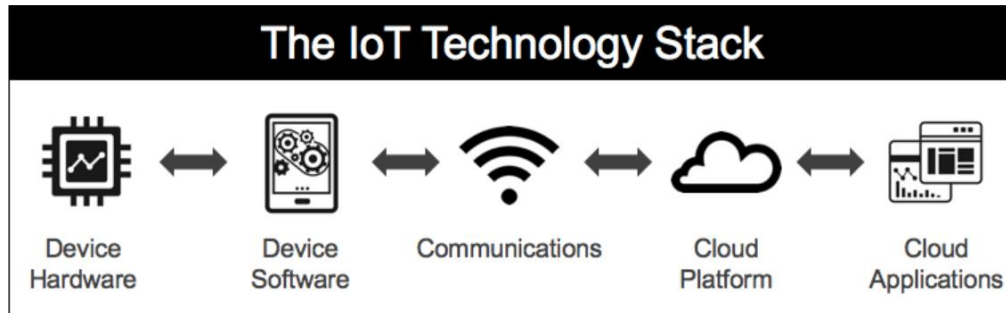 The IoT Technology Stack
Device
Hardware
Device
Software
Communications
Cloud
Platform
Cloud
Applications